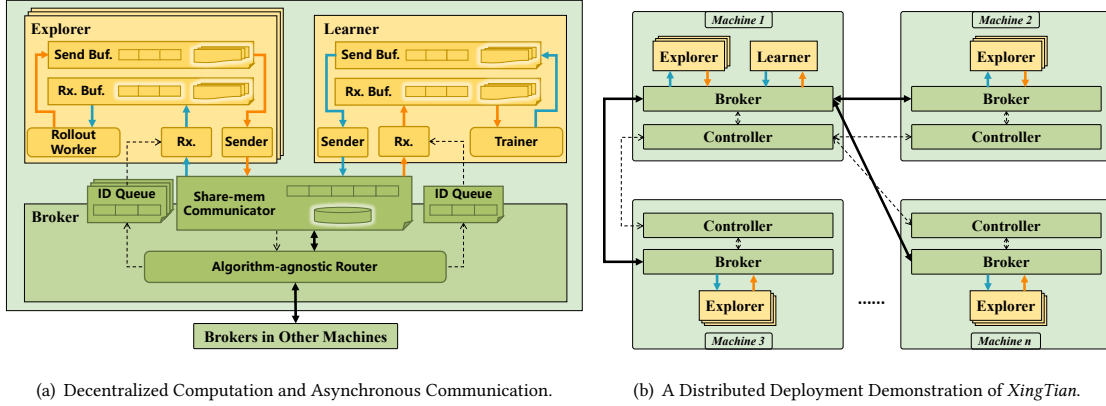 Explorer
Send Buf.
Rx. Buf.
Rollout
Worker
Rx.
Sender
Learner
Send Buf.
Rx. Buf.
Sender
Rx.
Trainer
ID Queue
Share-mem
Communicator
ID Queue
Broker
Algorithm-agnostic Router
Brokers in Other Machines
(a) Decentralized Computation and Asynchronous Communication.
Machine 1
Explorer
Learner
Broker
Controller
Machine 2
Explorer
Broker
Controller
Controller
Broker
Explorer
Machine 3
......
Controller
Broker
Explorer
Machine n
(b) A Distributed Deployment Demonstration of XingTian.